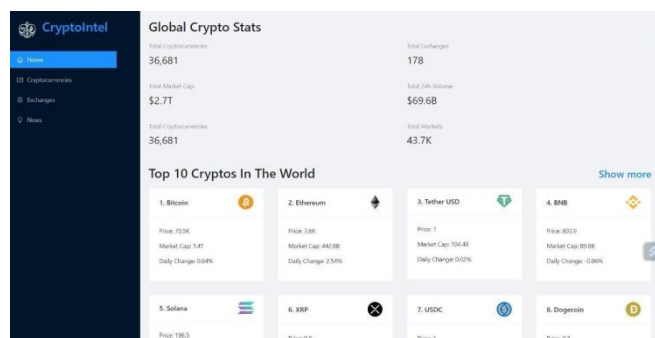 CryptoIntel
Home
Cryptocurrencies
Exchanges
News
Global Crypto Stats
Total Cryptocurrencies
36,681
Total Exchanges
178
Total Market Cap:
$2.7T
Total 24h Volume
$69.6B
Total Cryptocurrencies
36,681
Total Markets
43.7K
Top 10 Cryptos In The World
Show more
1. Bitcoin
Price: 70.5K
Market Cap: 1.4T
Daily Change: 0.64%
2. Ethereum
Price: 3.6K
Market Cap: 442.8B
Daily Change: 2.54%
3. Tether USD
Price: 1
Market Cap: 104.4B
Daily Change: 0.02%
4. BNB
Price: 603.9
Market Cap: 89.8B
Daily Change: -0.86%
5. Solana
Price: 196.5
6. XRP
7. USDC
8. Dogecoin